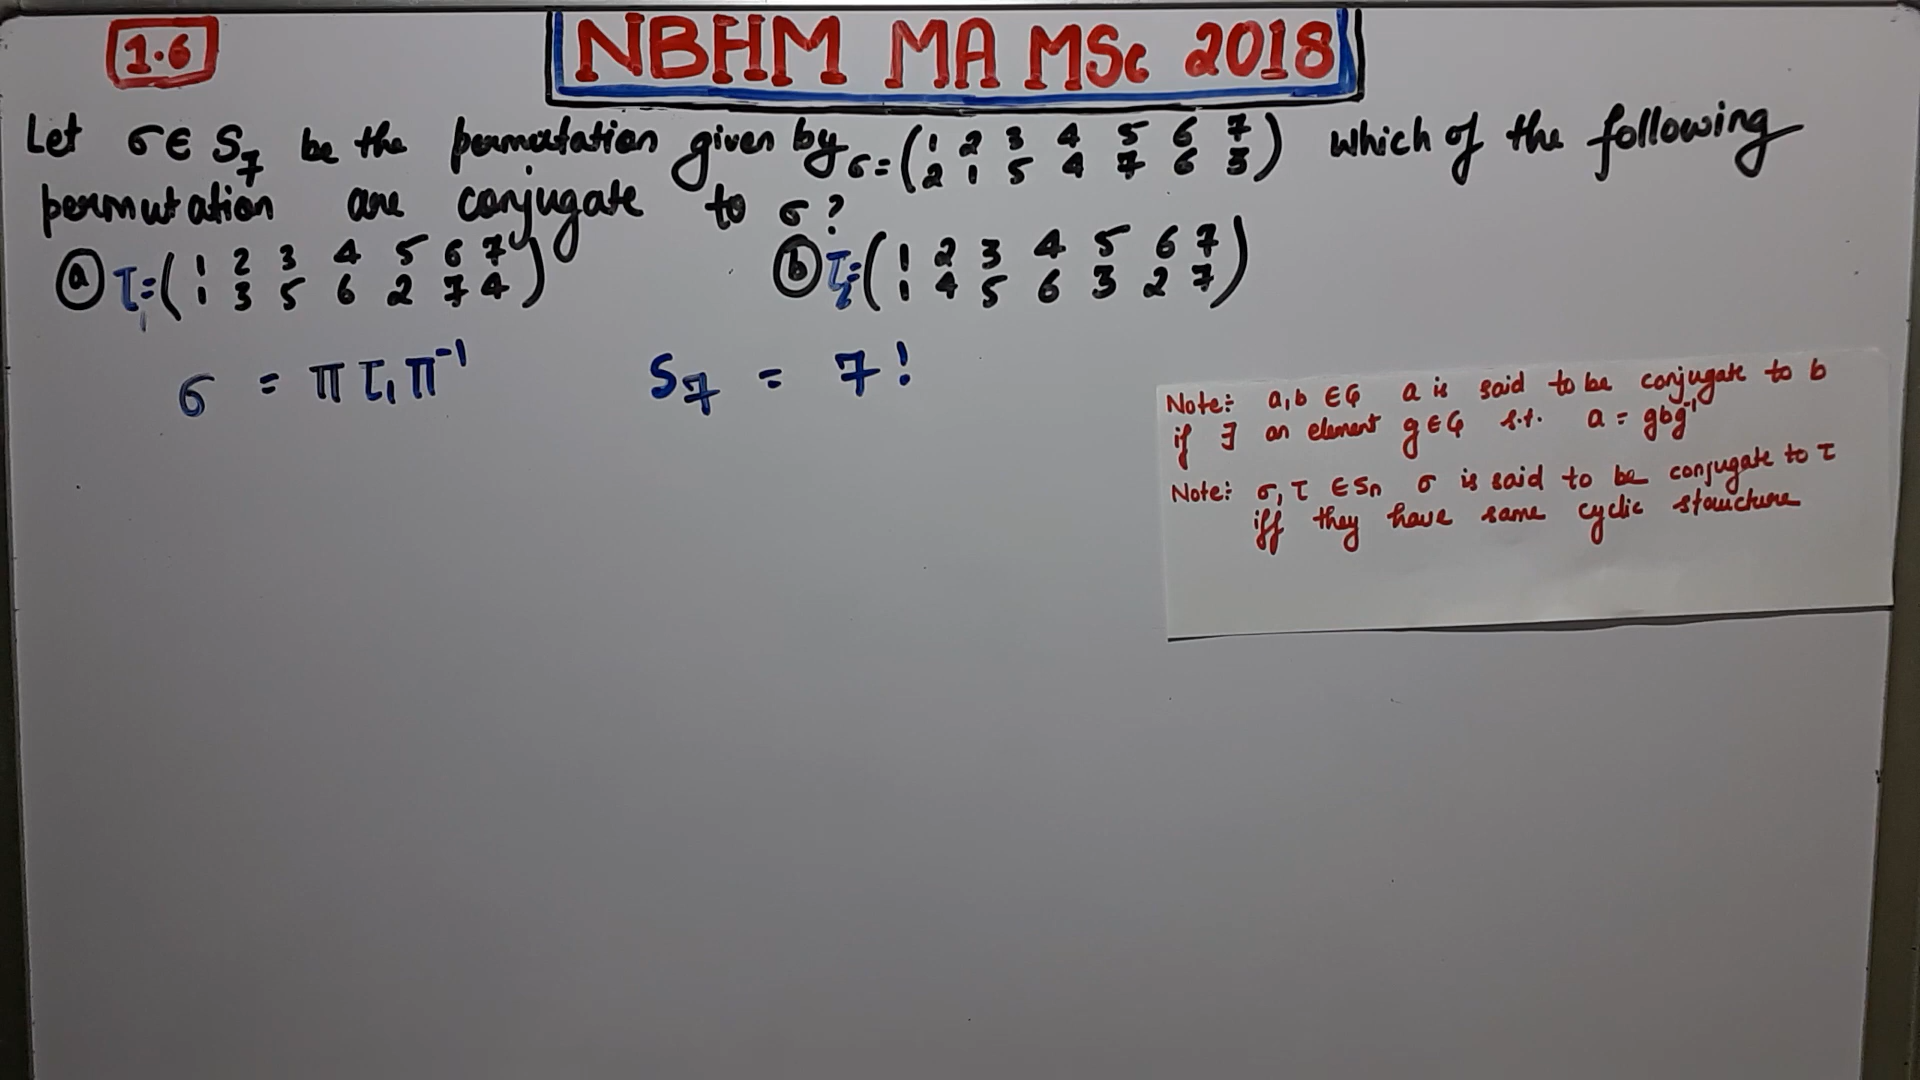 1.6
NBHM MA MSc 2018
Let σ ∈ S₇ be the permutation given by σ = (1 2 3 4 5 6 7 / 2 1 5 4 7 6 3) which of the following
permutation are conjugate to σ?
(a) τ₁ = (1 2 3 4 5 6 7 / 1 3 5 6 2 7 4) (b) τ₂ = (1 2 3 4 5 6 7 / 1 4 5 6 3 2 7)
σ = π τ₁ π⁻¹ S₇ = 7!
Note: a, b ∈ G a is said to be conjugate to b
if ∃ an element g ∈ G s.t. a = gbg⁻¹
Note: σ, τ ∈ Sn σ is said to be conjugate to τ
iff they have same cyclic structure